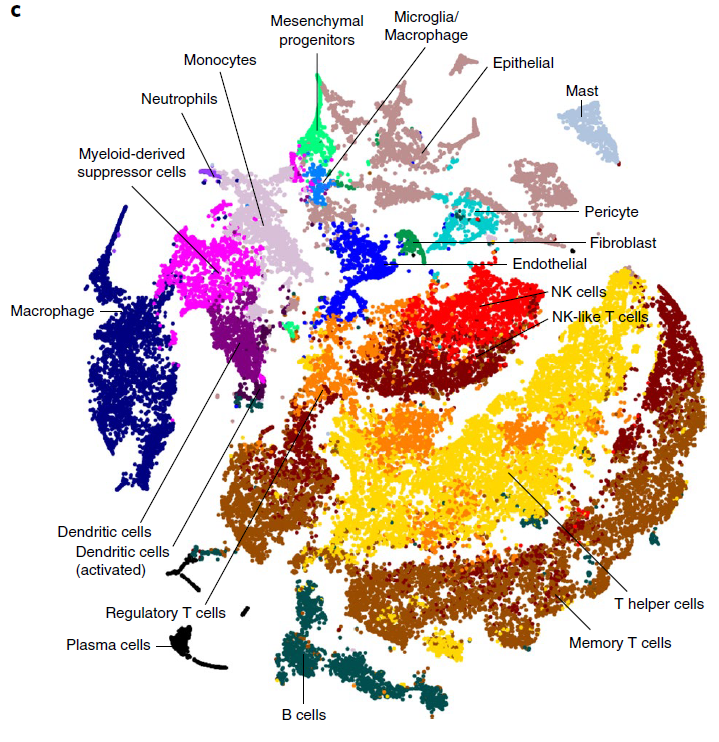 c
Mesenchymal
progenitors
Microglia/
Macrophage
Monocytes
Epithelial
Neutrophils
Mast
Myeloid-derived
suppressor cells
Pericyte
Fibroblast
Endothelial
NK cells
Macrophage
NK-like T cells
Dendritic cells
Dendritic cells
(activated)
T helper cells
Regulatory T cells
Memory T cells
Plasma cells
B cells